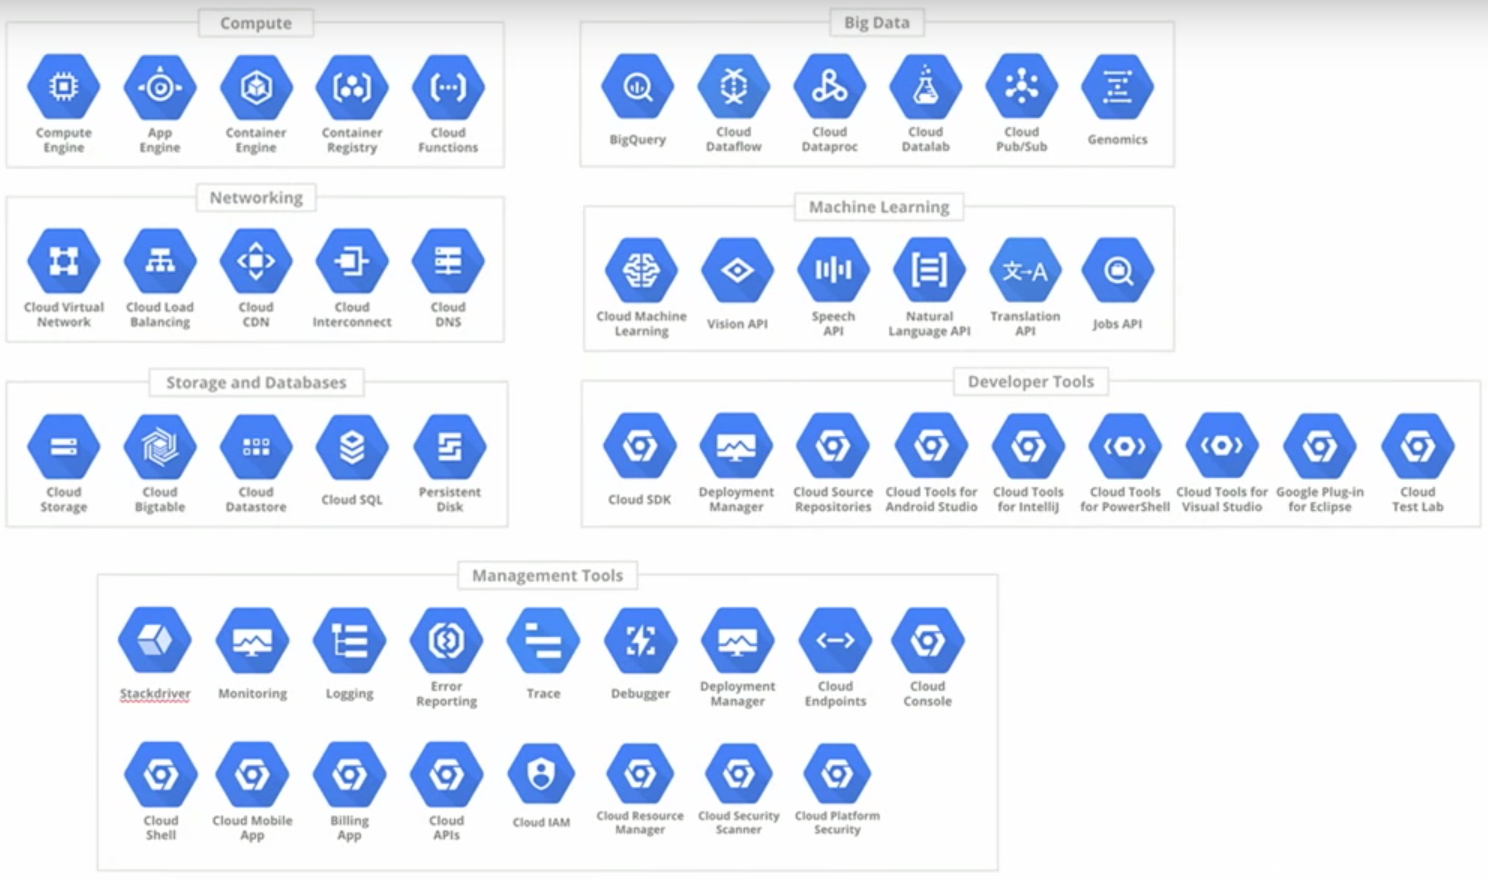 Compute
Compute
Engine
App
Engine
Container
Engine
Container
Registry
Cloud
Functions
Big Data
BigQuery
Cloud
Dataflow
Cloud
Dataproc
Cloud
Datalab
Cloud
Pub/Sub
Genomics
Networking
Cloud Virtual
Network
Cloud Load
Balancing
Cloud
CDN
Cloud
Interconnect
Cloud
DNS
Machine Learning
Cloud Machine
Learning
Vision API
Speech
API
Natural
Language API
文→A
Translation
API
Jobs API
Storage and Databases
Cloud
Storage
Cloud
Bigtable
Cloud
Datastore
Cloud SQL
Persistent
Disk
Developer Tools
Cloud SDK
Deployment
Manager
Cloud Source
Repositories
Cloud Tools for
Android Studio
Cloud Tools
for IntelliJ
Cloud Tools
for PowerShell
Cloud Tools for
Visual Studio
Google Plug-in
for Eclipse
Cloud
Test Lab
Management Tools
Stackdriver
Monitoring
Logging
Error
Reporting
Trace
Debugger
Deployment
Manager
Cloud
Endpoints
Cloud
Console
Cloud
Shell
Cloud Mobile
App
Billing
App
Cloud
APIs
Cloud IAM
Cloud Resource
Manager
Cloud Security
Scanner
Cloud Platform
Security